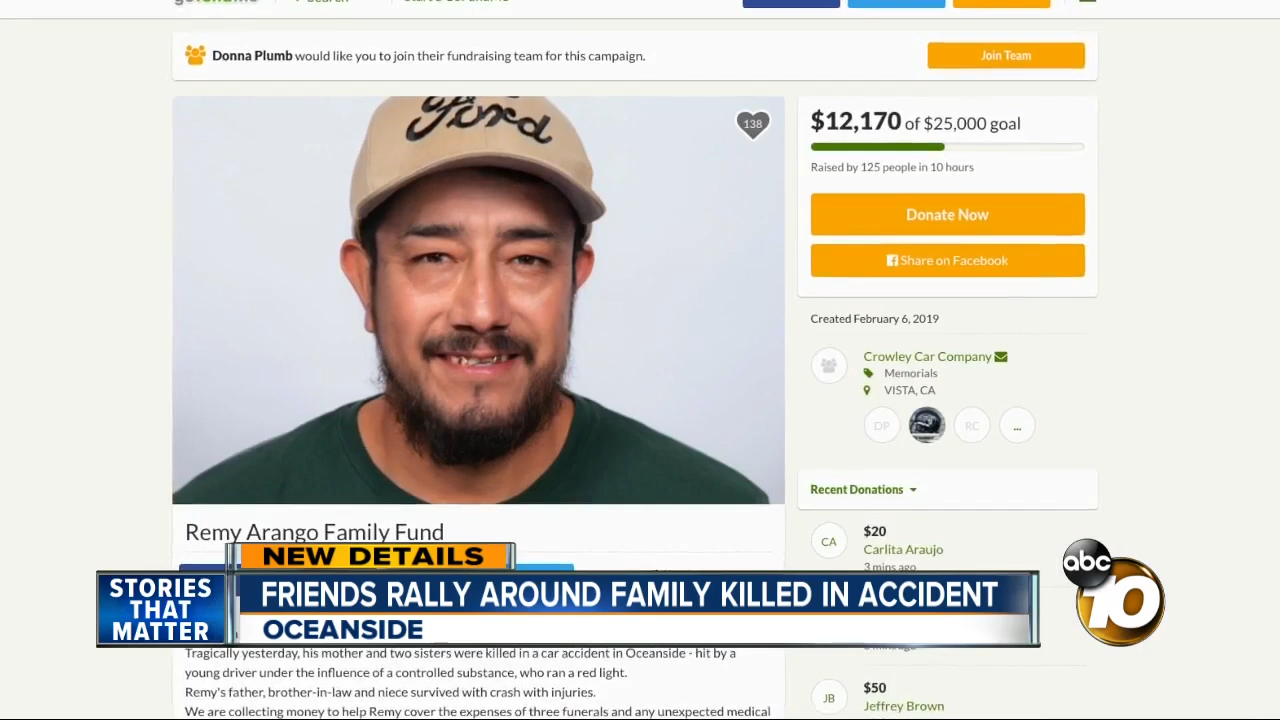 Donna Plumb would like you to join their fundraising team for this campaign.
Join Team
Ford
138
$12,170 of $25,000 goal
Raised by 125 people in 10 hours
Donate Now
Share on Facebook
Created February 6, 2019
Crowley Car Company
Memorials
VISTA, CA
DP
RC
...
Recent Donations
CA
$20
Carlita Araujo
3 mins ago
JB
$50
Jeffrey Brown
Remy Arango Family Fund
NEW DETAILS
STORIES
THAT
MATTER
FRIENDS RALLY AROUND FAMILY KILLED IN ACCIDENT
OCEANSIDE
abc
10
Tragically yesterday, his mother and two sisters were killed in a car accident in Oceanside - hit by a
young driver under the influence of a controlled substance, who ran a red light.
Remy's father, brother-in-law and niece survived with crash with injuries.
We are collecting money to help Remy cover the expenses of three funerals and any unexpected medical